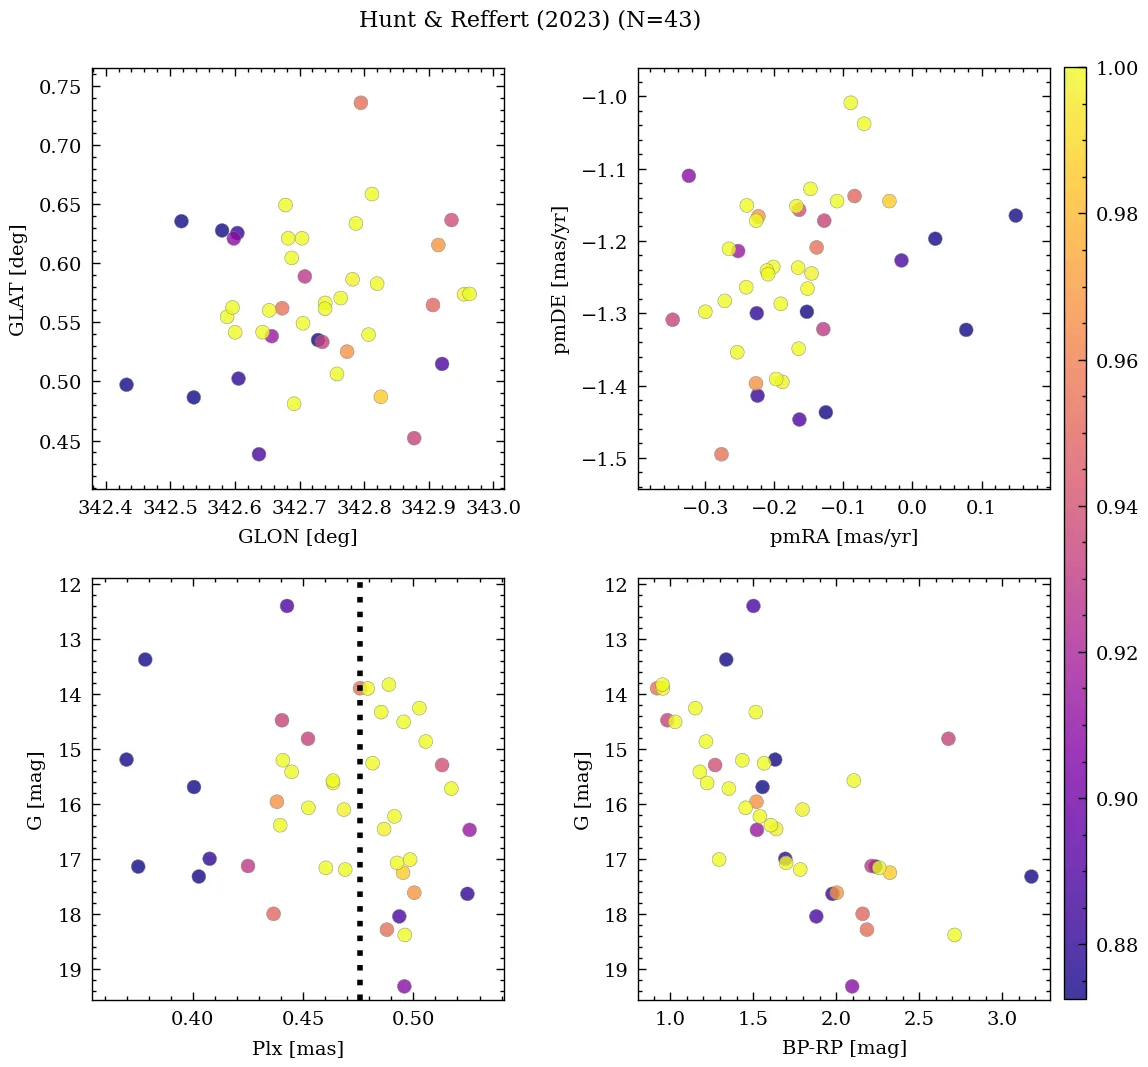 Hunt & Reffert (2023) (N=43)
0.75
0.70
0.65
0.60
0.55
0.50
0.45
GLAT [deg]
342.4 342.5 342.6 342.7 342.8 342.9 343.0
GLON [deg]
−1.0
−1.1
−1.2
−1.3
−1.4
−1.5
pmDE [mas/yr]
−0.3 −0.2 −0.1 0.0 0.1
pmRA [mas/yr]
1.00
0.98
0.96
0.94
0.92
0.90
0.88
12
13
14
15
16
17
18
19
G [mag]
0.40 0.45 0.50
Plx [mas]
12
13
14
15
16
17
18
19
G [mag]
1.0 1.5 2.0 2.5 3.0
BP-RP [mag]